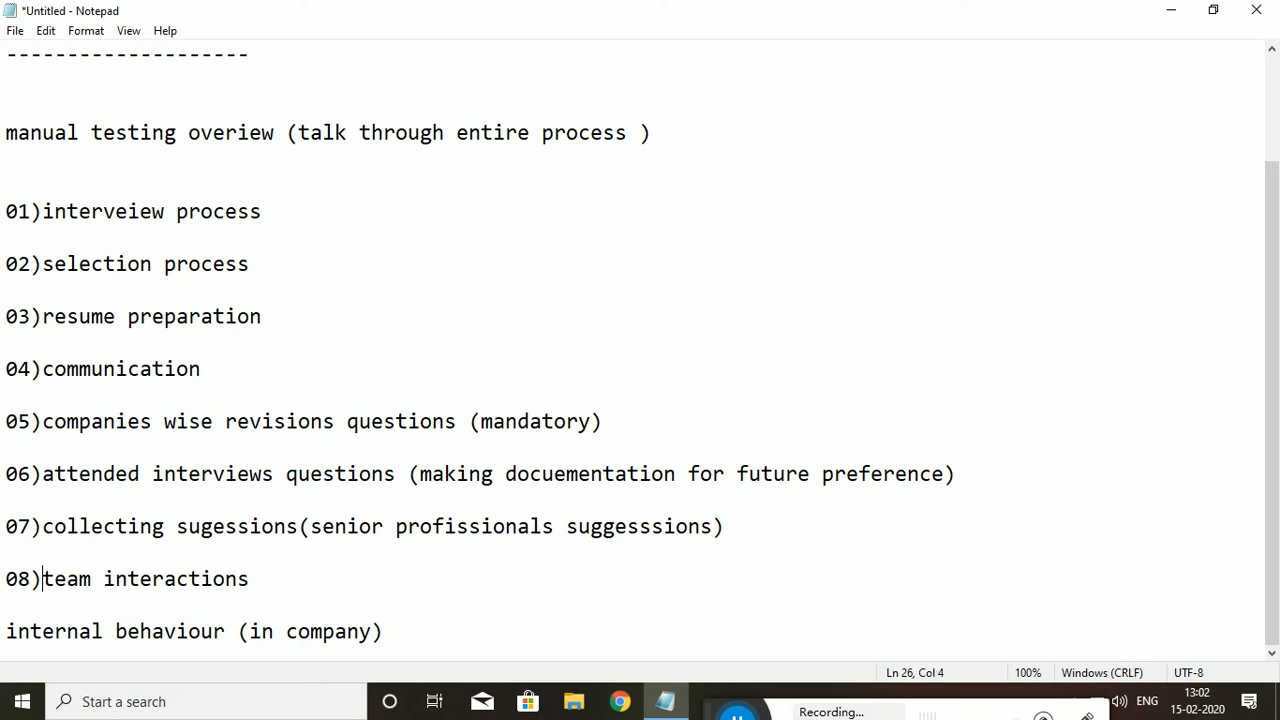 *Untitled - Notepad
File Edit Format View Help
--------------------
manual testing overiew (talk through entire process )
01)interveiew process
02)selection process
03)resume preparation
04)communication
05)companies wise revisions questions (mandatory)
06)attended interviews questions (making docuementation for future preference)
07)collecting sugessions(senior profissionals suggesssions)
08)team interactions
internal behaviour (in company)
Ln 26, Col 4 100% Windows (CRLF) UTF-8
Start a search
Recording...
ENG
13:02
15-02-2020